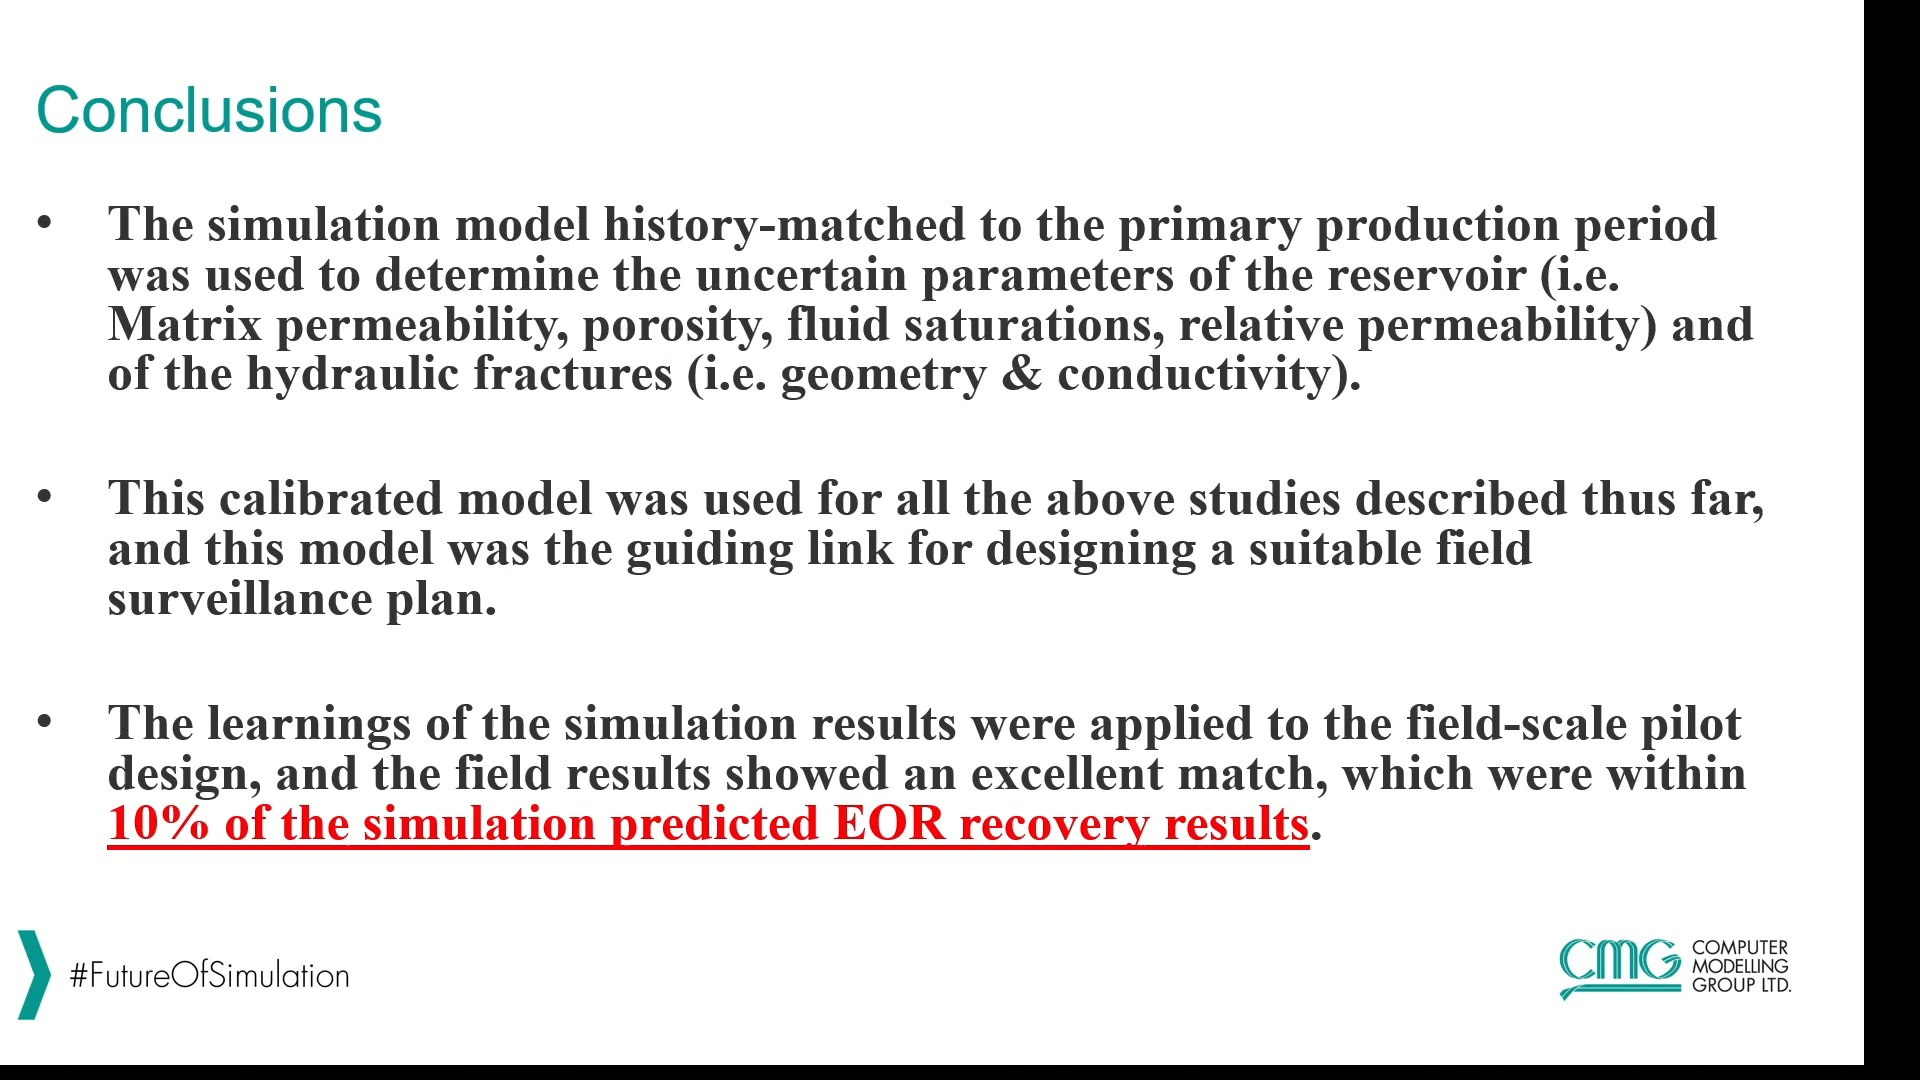 Conclusions
• The simulation model history-matched to the primary production period
was used to determine the uncertain parameters of the reservoir (i.e.
Matrix permeability, porosity, fluid saturations, relative permeability) and
of the hydraulic fractures (i.e. geometry & conductivity).
• This calibrated model was used for all the above studies described thus far,
and this model was the guiding link for designing a suitable field
surveillance plan.
• The learnings of the simulation results were applied to the field-scale pilot
design, and the field results showed an excellent match, which were within
10% of the simulation predicted EOR recovery results.
#FutureOfSimulation
CMG
COMPUTER
MODELLING
GROUP LTD.